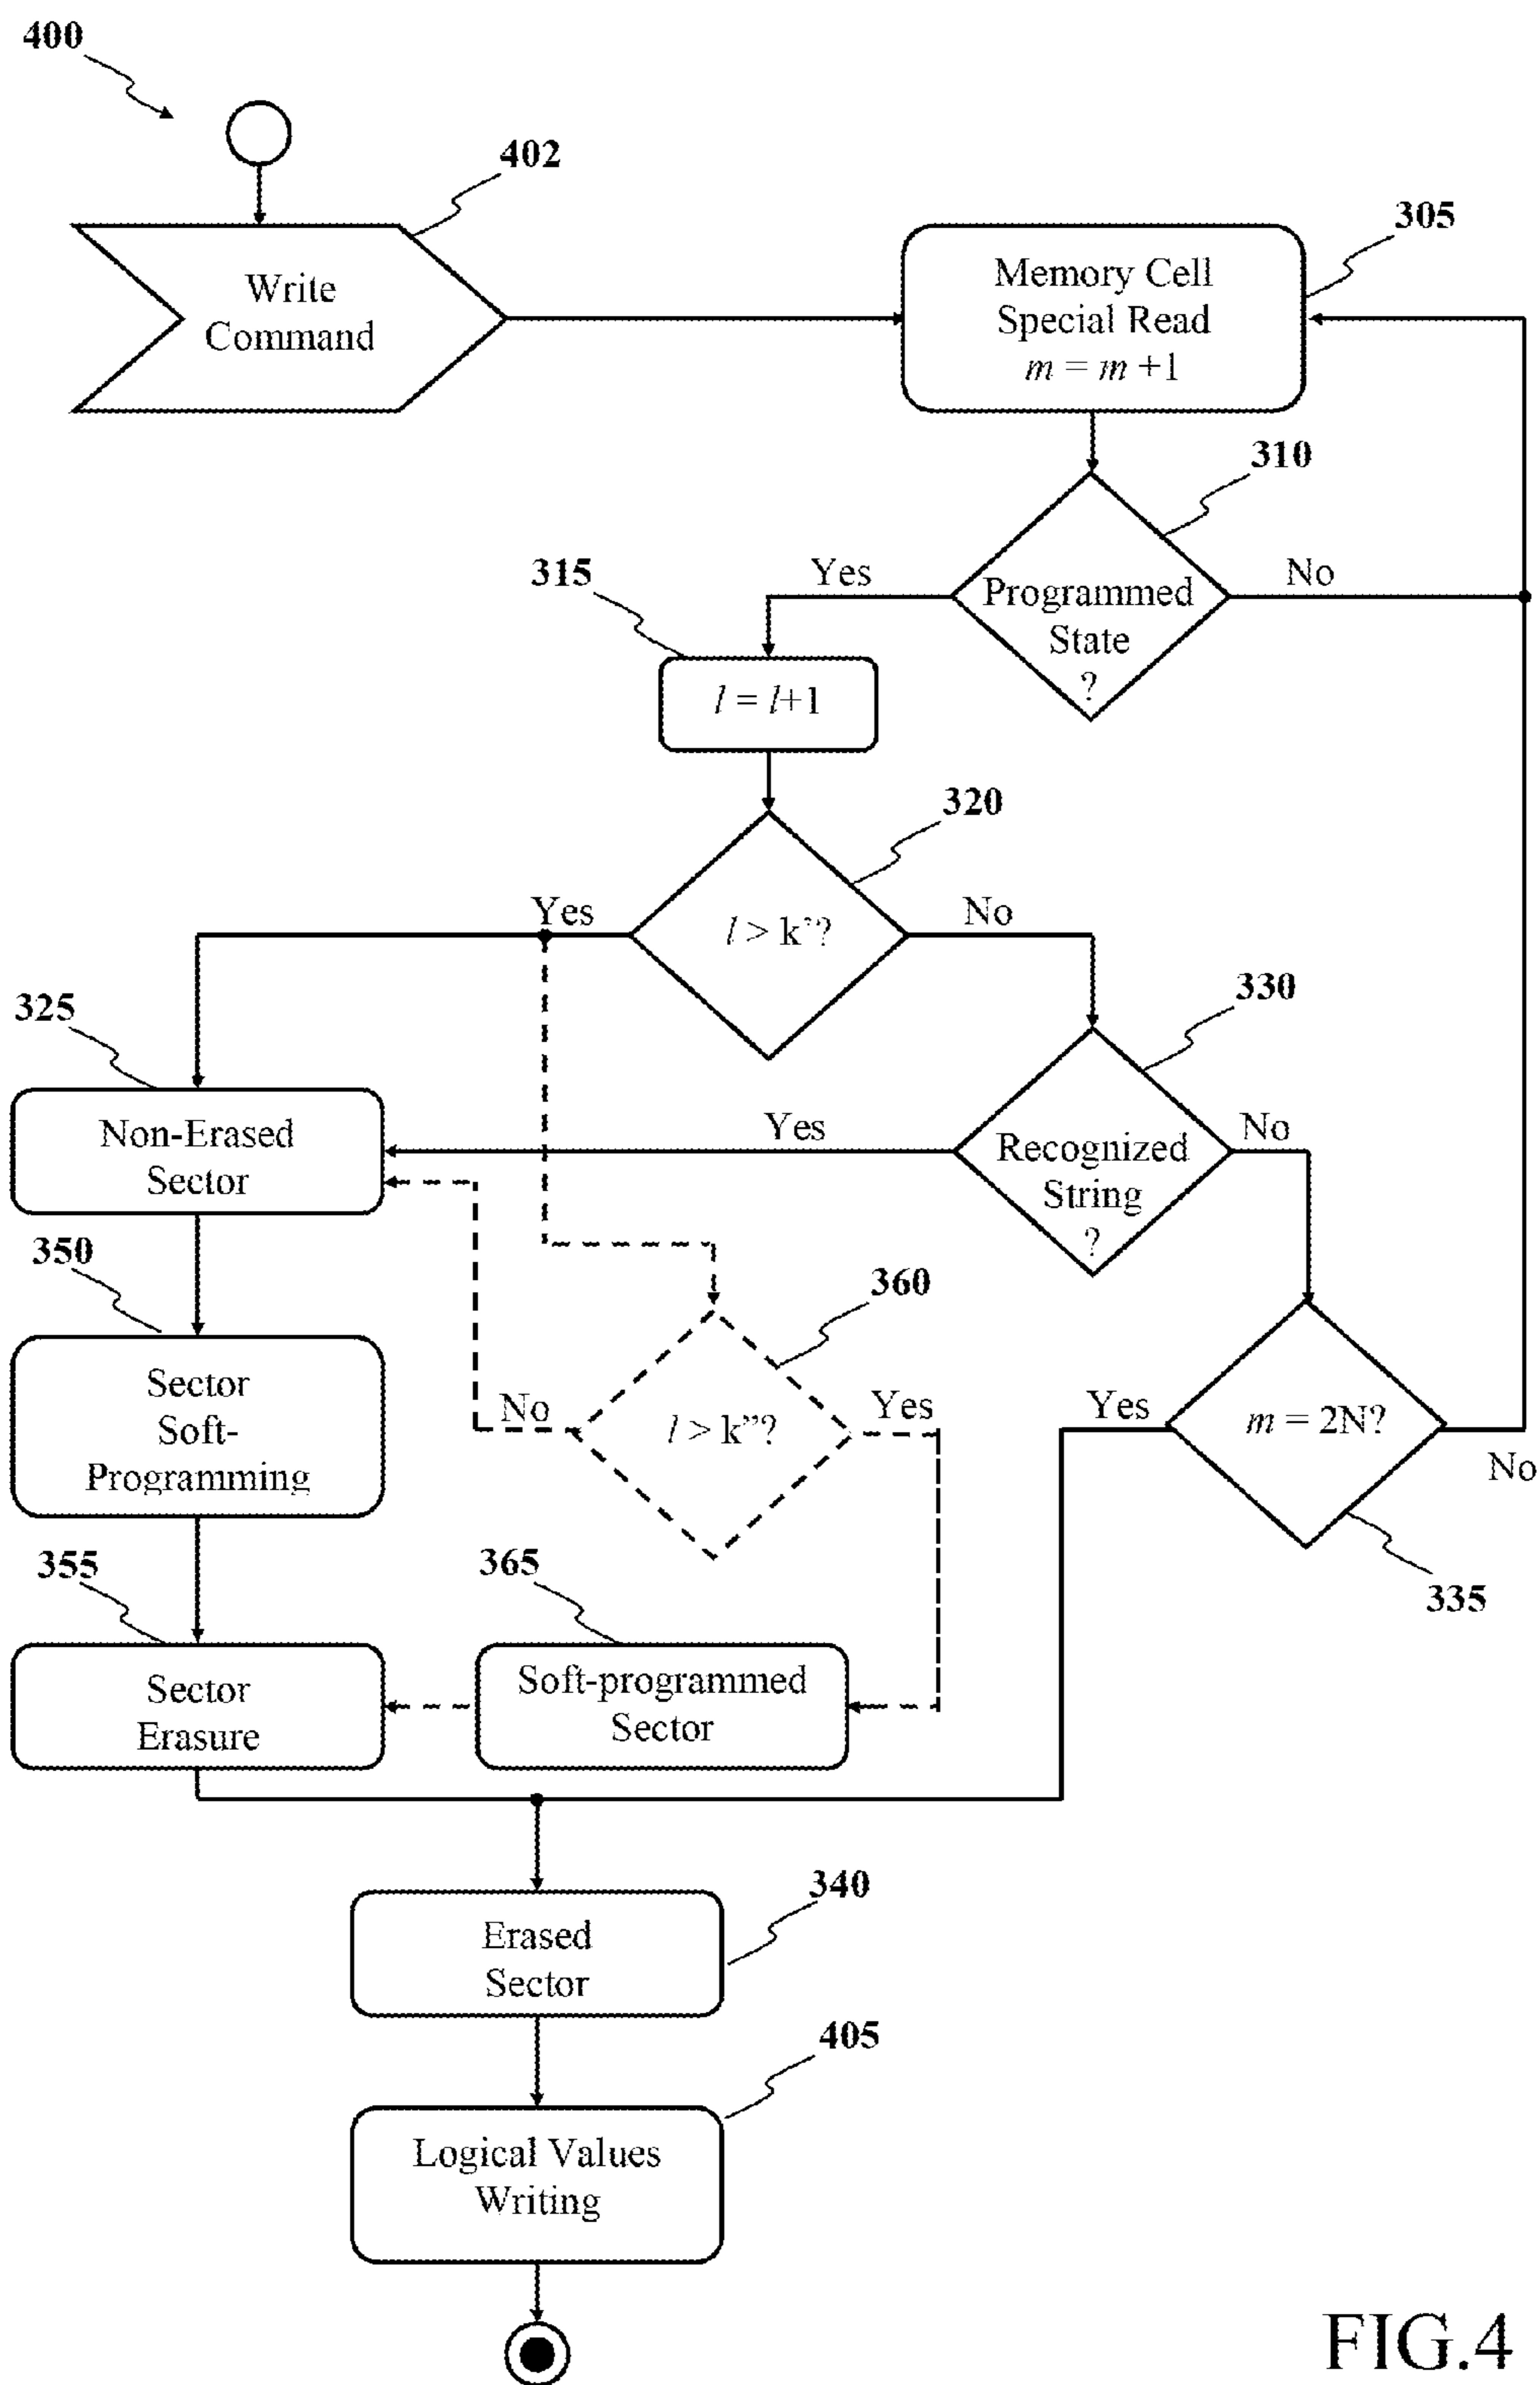 400
402
Write
Command
305
Memory Cell
Special Read
m = m +1
310
Programmed
State
?
Yes
No
315
l = l+1
320
l > k’?
Yes
No
325
Non-Erased
Sector
330
Recognized
String
?
Yes
No
350
Sector
Soft-
Programming
360
l > k”?
No
Yes
m = 2N?
Yes
No
335
355
Sector
Erasure
365
Soft-programmed
Sector
340
Erased
Sector
405
Logical Values
Writing
FIG.4